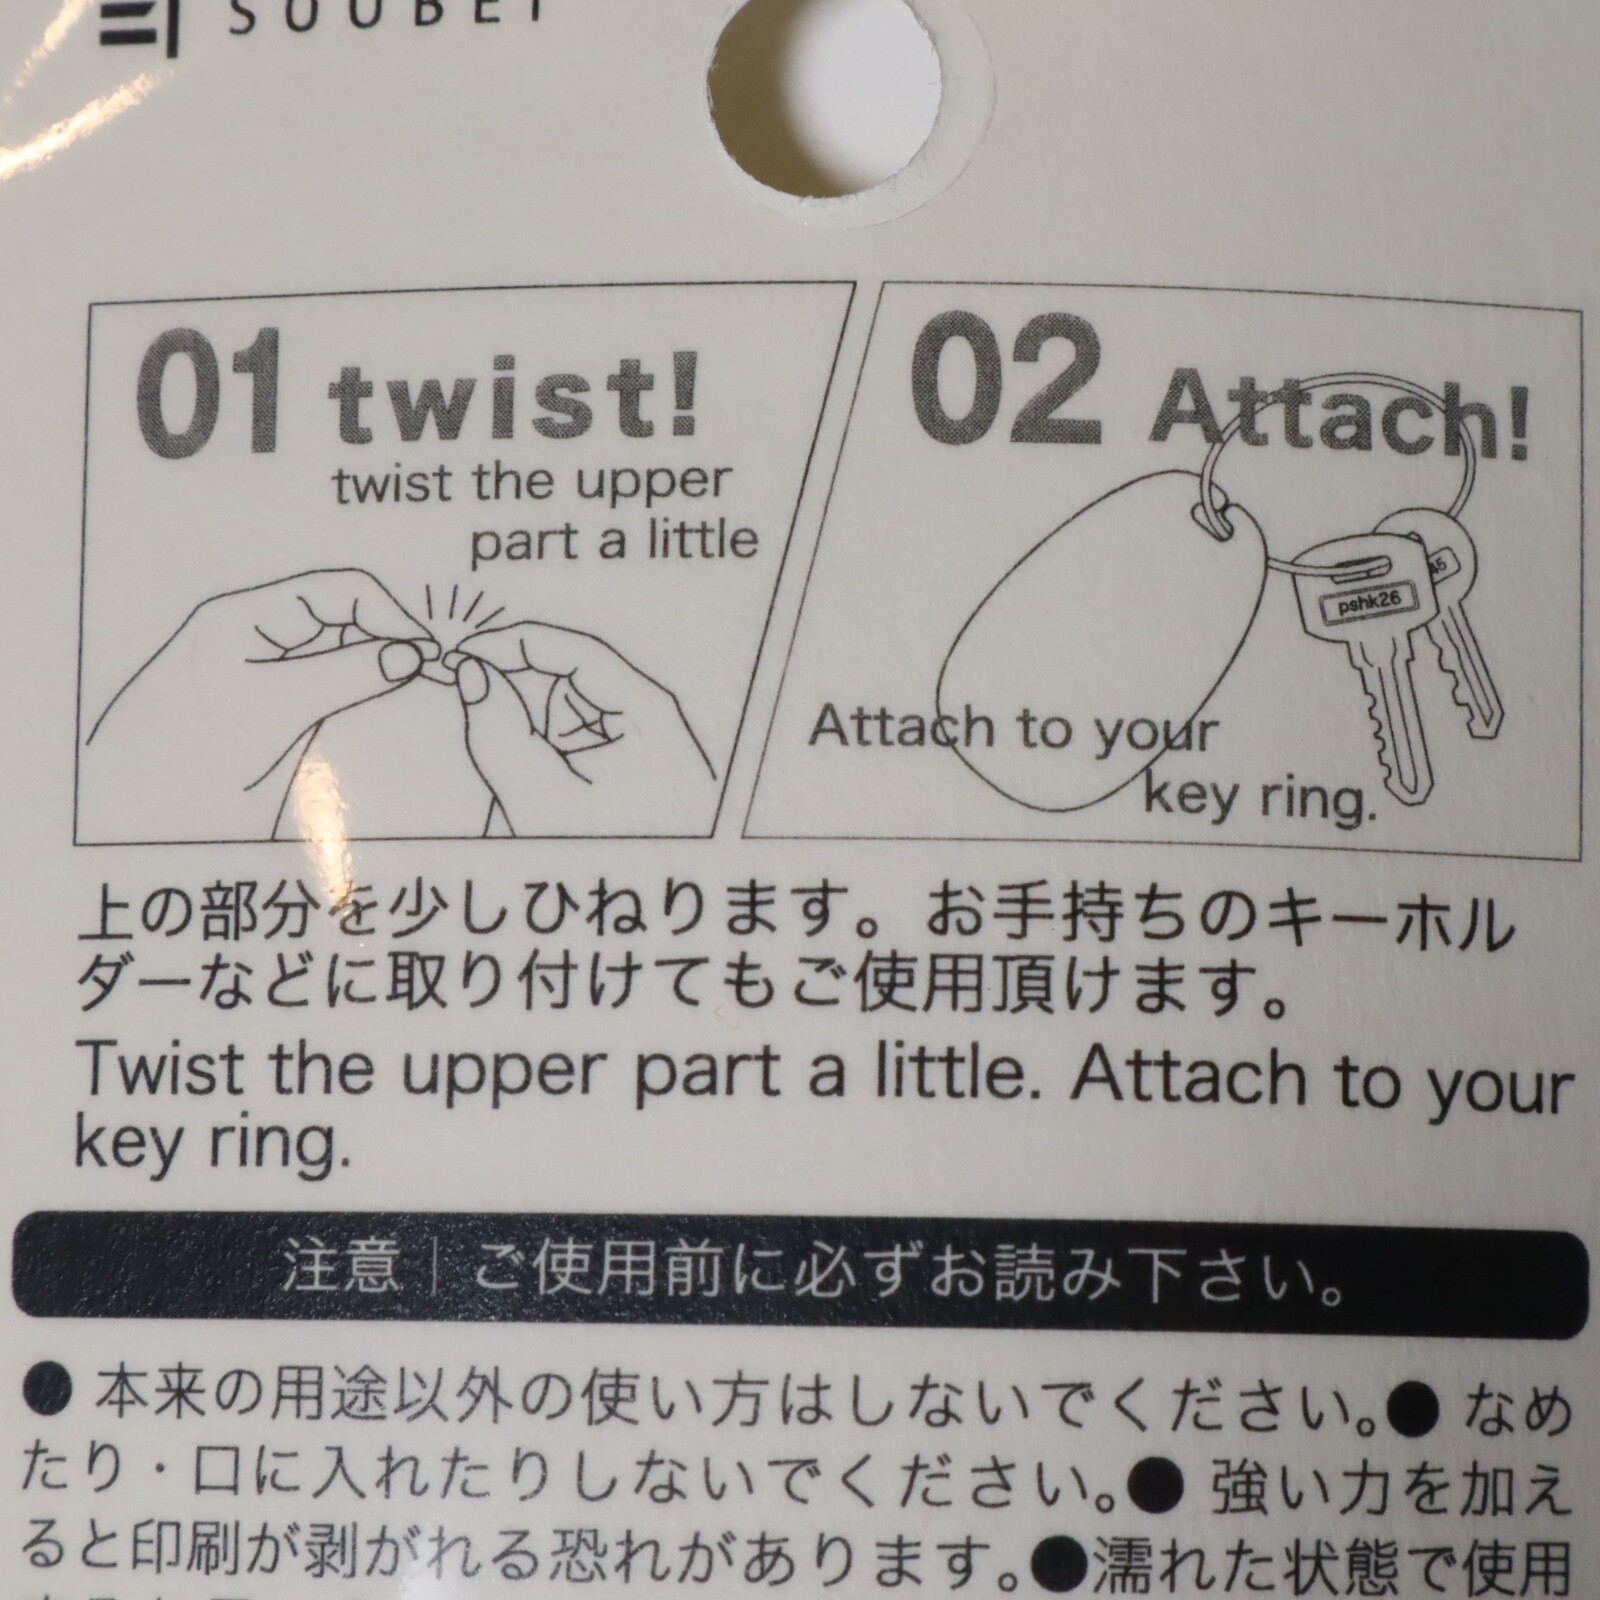 SOUBEI
01 twist!
twist the upper
part a little
02 Attach!
45
pshk26
Attach to your
key ring.
上の部分を少しひねります。お手持ちのキーホル
ダーなどに取り付けてもご使用頂けます。
Twist the upper part a little. Attach to your
key ring.
注意｜ご使用前に必ずお読み下さい。
● 本来の用途以外の使い方はしないでください。● なめ
たり・口に入れたりしないでください。● 強い力を加え
ると印刷が剥がれる恐れがあります。●濡れた状態で使用